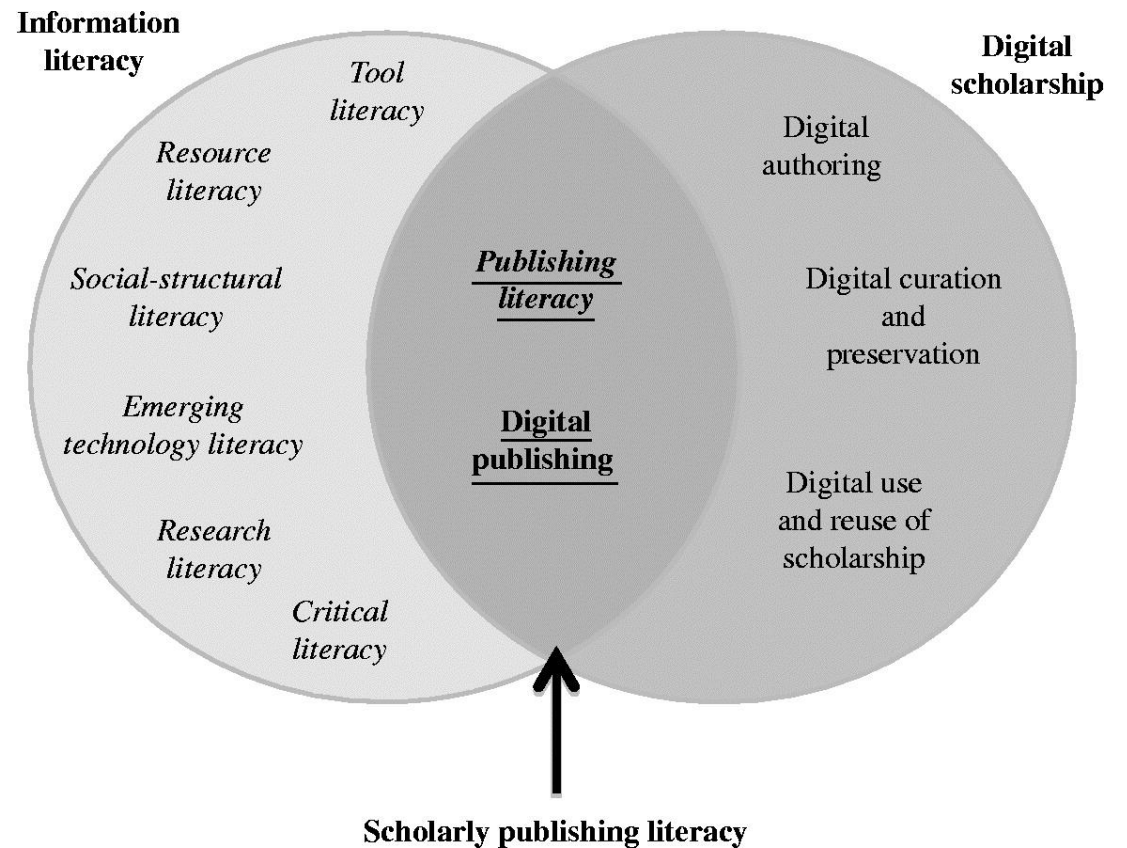 Information
literacy
Tool
literacy
Resource
literacy
Social-structural
literacy
Emerging
technology literacy
Research
literacy
Critical
literacy
Publishing
literacy
Digital
publishing
Digital
scholarship
Digital
authoring
Digital curation
and
preservation
Digital use
and reuse of
scholarship
Scholarly publishing literacy